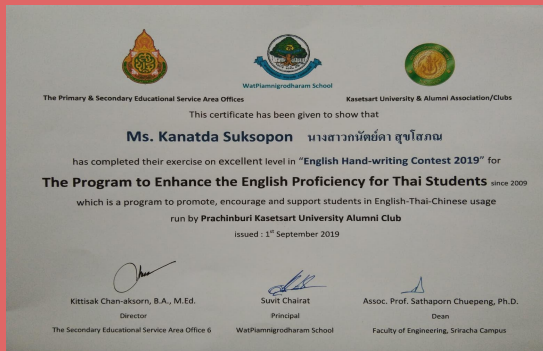 WatPiamnigrodharam School
The Primary & Secondary Educational Service Area Offices
Kasetsart University & Alumni Association/Clubs
This certificate has been given to show that
Ms. Kanatda Suksopon นางสาวกนัตย์ดา สุขโสภณ
has completed their exercise on excellent level in “English Hand-writing Contest 2019” for
The Program to Enhance the English Proficiency for Thai Students since 2009
which is a program to promote, encourage and support students in English-Thai-Chinese usage
run by Prachinburi Kasetsart University Alumni Club
issued : 1st September 2019
Kittisak Chan-aksorn, B.A., M.Ed.
Suvit Chairat
Assoc. Prof. Sathaporn Chuepeng, Ph.D.
Director
Principal
Dean
The Secondary Educational Service Area Office 6
WatPiamnigrodharam School
Faculty of Engineering, Sriracha Campus